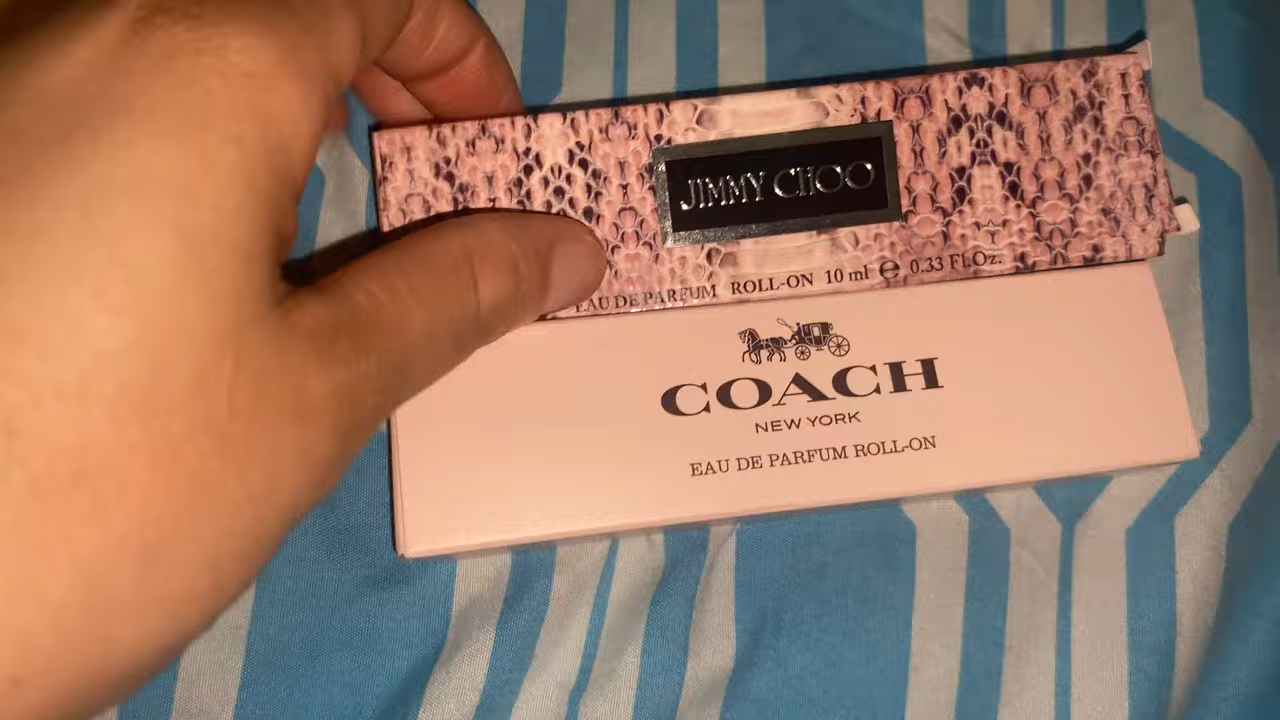 JIMMY CHOO
EAU DE PARFUM ROLL-ON 10 ml ℮ 0.33 Fl.Oz.
COACH
NEW YORK
EAU DE PARFUM ROLL-ON